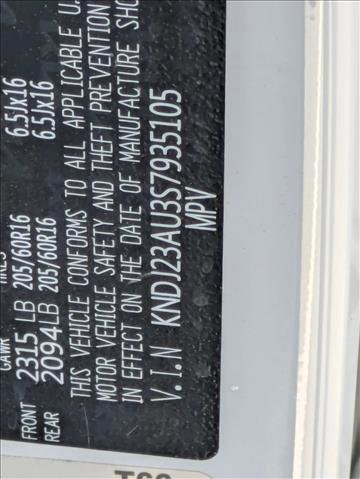 GAWR TIRES
FRONT 2315 LB 205/60R16 6.5Jx16
REAR 2094LB 205/60R16 6.5Jx16
THIS VEHICLE CONFORMS TO ALL APPLICABLE U.
MOTOR VEHICLE SAFETY AND THEFT PREVENTION
IN EFFECT ON THE DATE OF MANUFACTURE SHO
V.I.N KNDJ23AU3S7935105
MPV